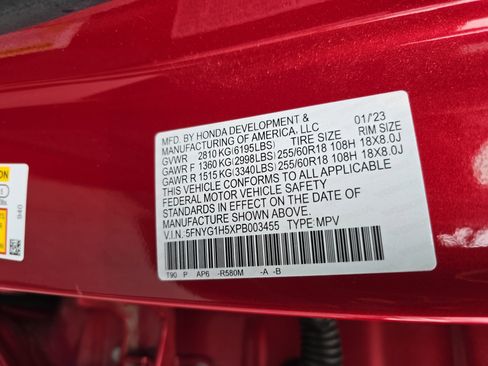 MFD. BY HONDA DEVELOPMENT & 01/'23
MANUFACTURING OF AMERICA, LLC
GVWR 2810 KG(6195LBS) TIRE SIZE RIM SIZE
GAWR F 1360 KG(2998LBS) 255/60R18 108H 18X8.0J
GAWR R 1515 KG(3340LBS) 255/60R18 108H 18X8.0J
THIS VEHICLE CONFORMS TO ALL APPLICABLE
FEDERAL MOTOR VEHICLE SAFETY
STANDARDS IN EFFECT ON THE DATE OF
MANUFACTURE SHOWN ABOVE.
V.I.N. 5FNYG1H5XPB003455 TYPE: MPV
T90 P AP6 -R580M -A -B
940